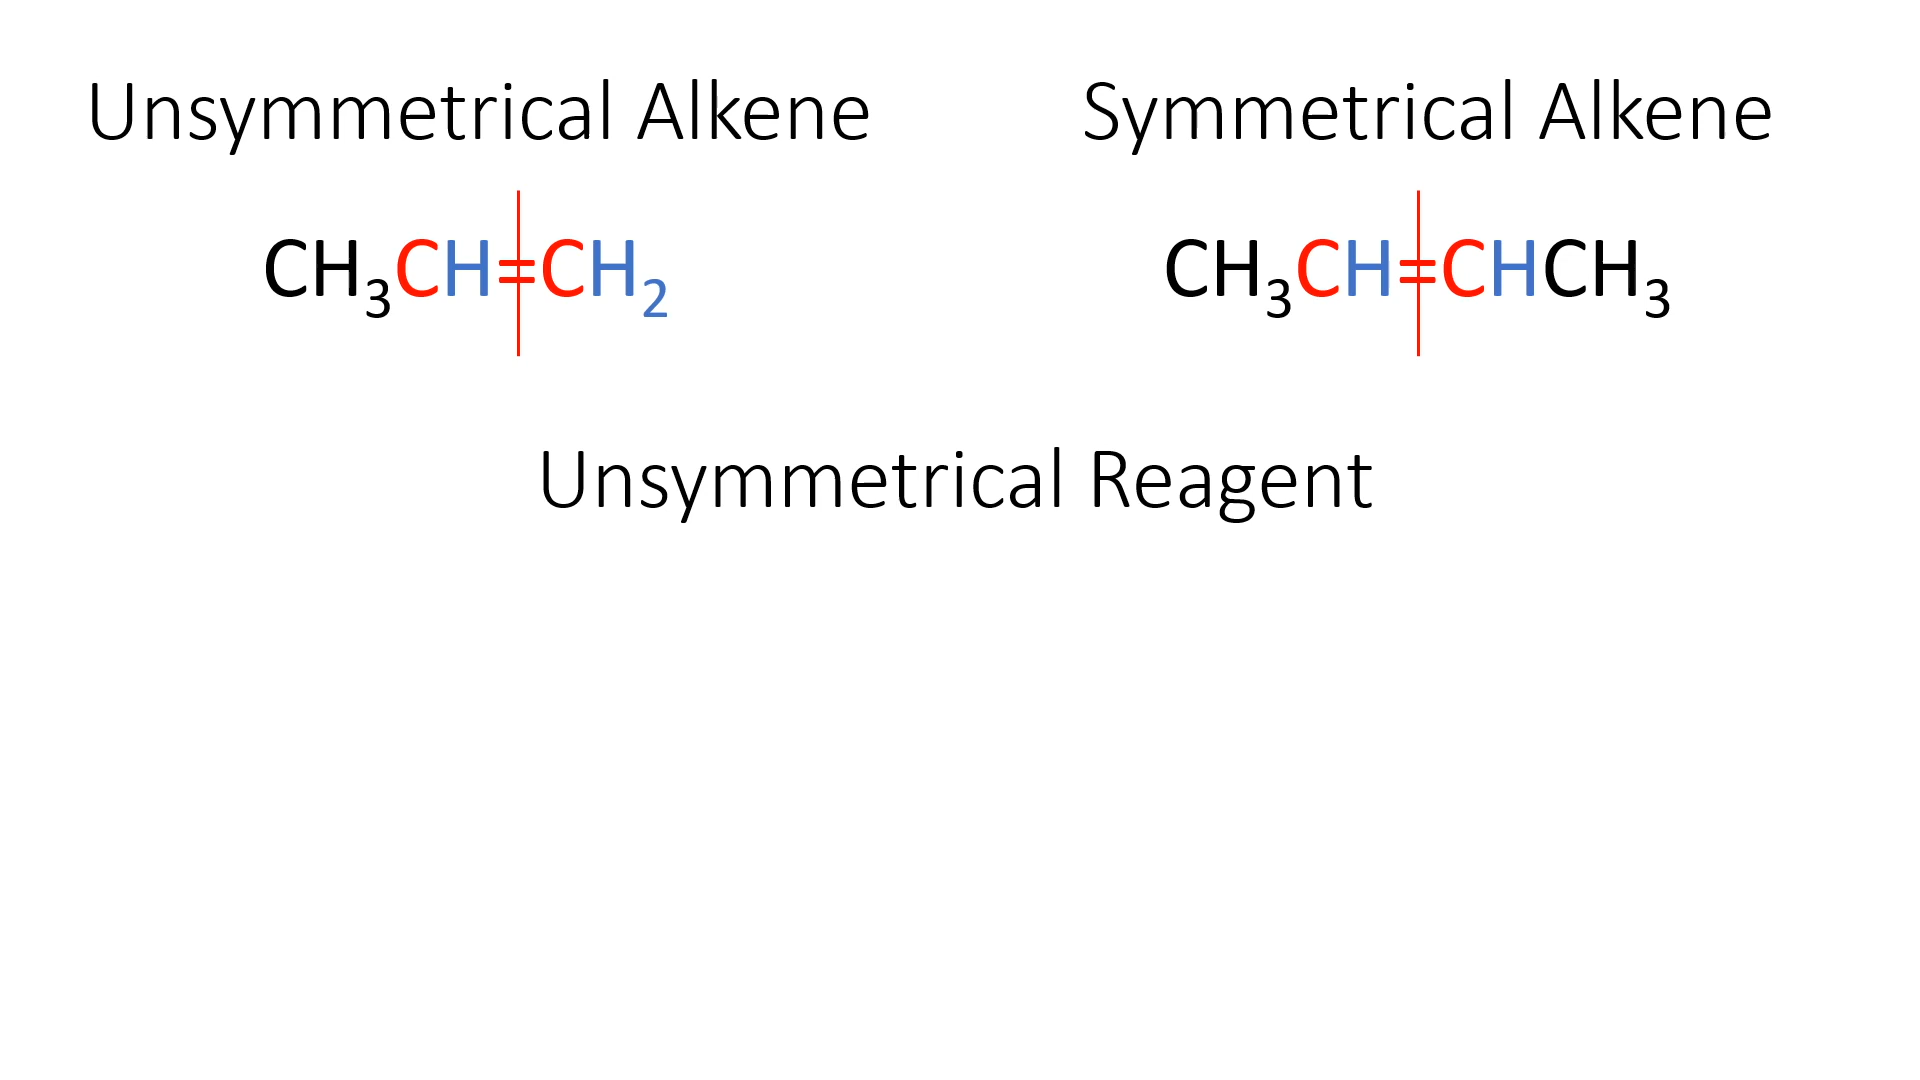 Unsymmetrical Alkene
Symmetrical Alkene
CH₃CH=CH₂
CH₃CH=CHCH₃
Unsymmetrical Reagent